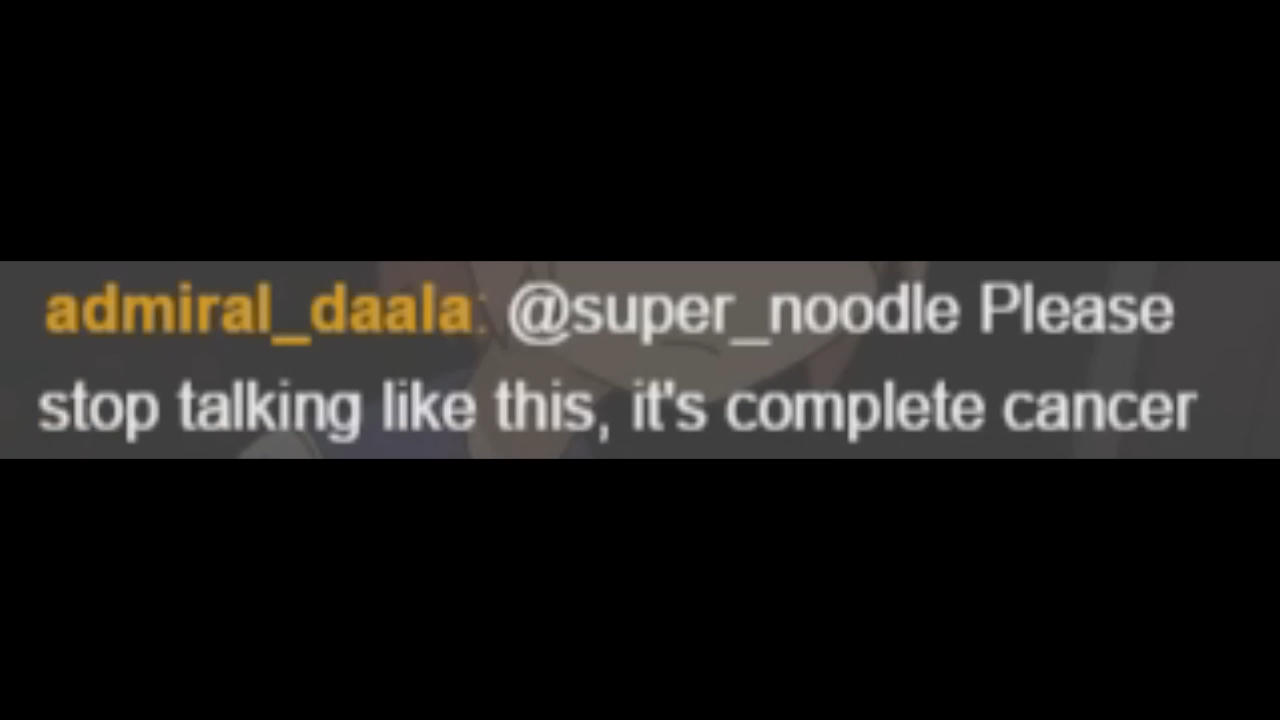 admiral_daala: @super_noodle Please
stop talking like this, it's complete cancer